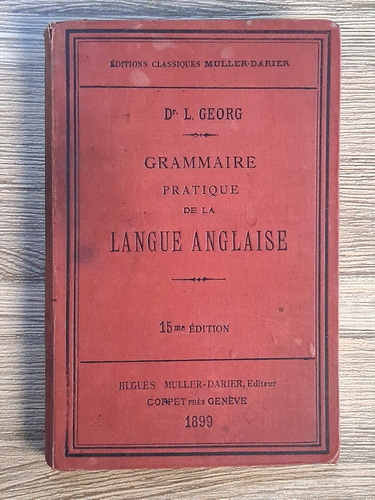 ÉDITIONS CLASSIQUES MULLER-DARIER
Dr. L. GEORG
GRAMMAIRE
PRATIQUE
DE LA
LANGUE ANGLAISE
15me ÉDITION
HUGUES MULLER-DARIER, Editeur
COPPET PRÈS GENÈVE
1899